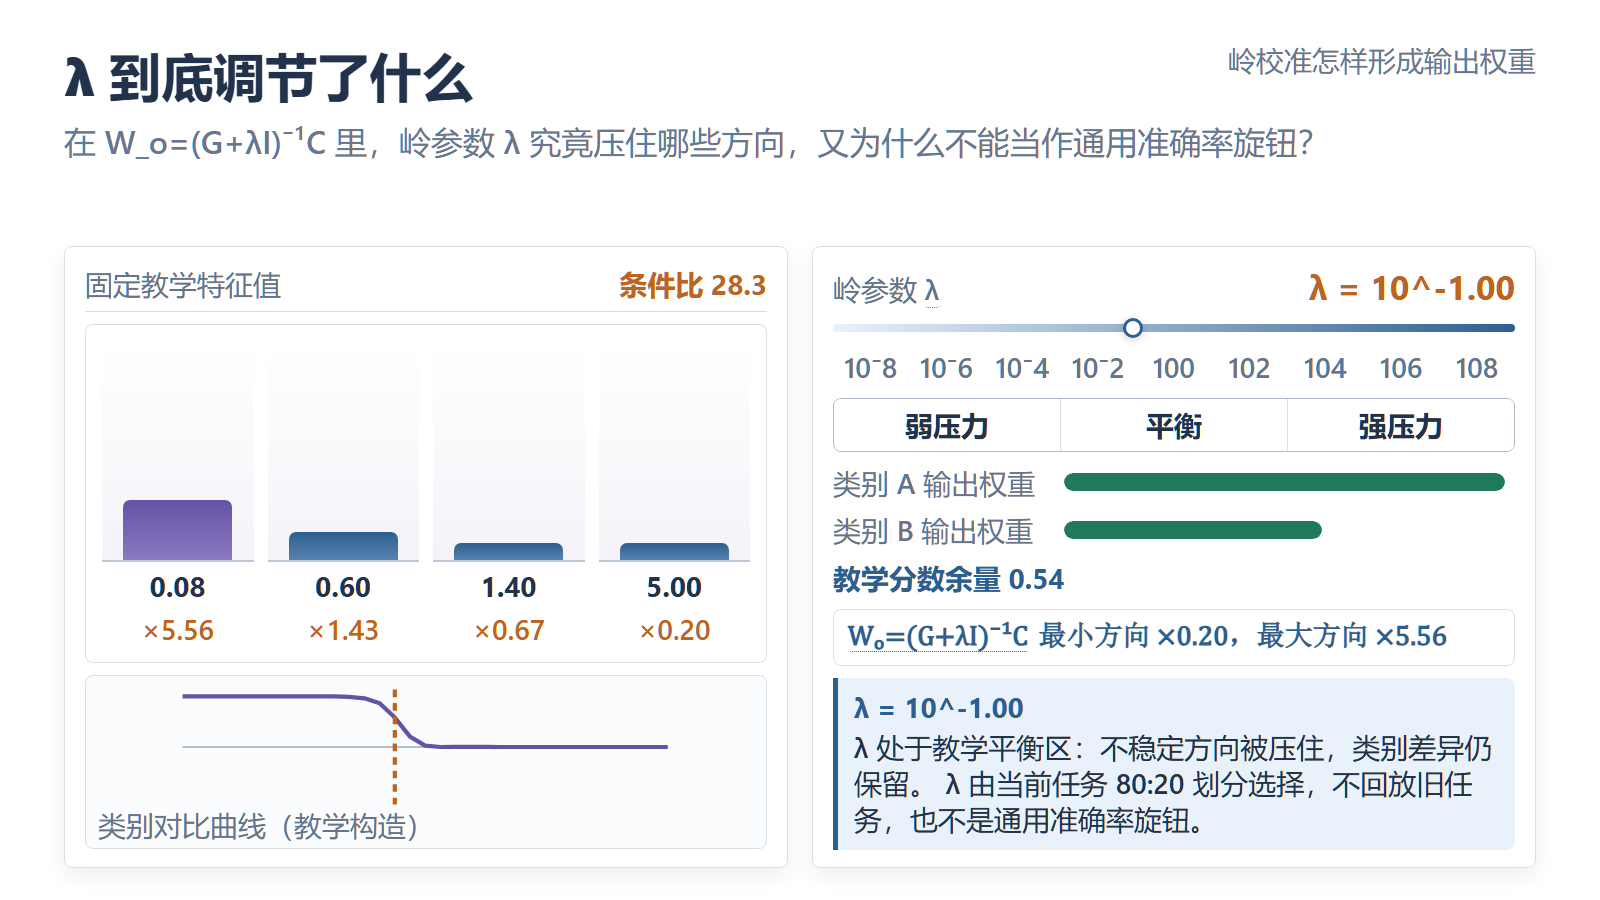 λ 到底调节了什么
岭校准怎样形成输出权重
在 W_o=(G+λI)⁻¹C 里，岭参数 λ 究竟压住哪些方向，又为什么不能当作通用准确率旋钮？
固定教学特征值
条件比 28.3
0.08
0.60
1.40
5.00
×5.56
×1.43
×0.67
×0.20
类别对比曲线（教学构造）
岭参数 λ
λ = 10^-1.00
10⁻8 10⁻6 10⁻4 10⁻2 100 102 104 106 108
弱压力
平衡
强压力
类别 A 输出权重
类别 B 输出权重
教学分数余量 0.54
Wₒ=(G+λI)⁻¹C 最小方向 ×0.20，最大方向 ×5.56
λ = 10^-1.00
λ 处于教学平衡区：不稳定方向被压住，类别差异仍
保留。 λ 由当前任务 80:20 划分选择，不回放旧任
务，也不是通用准确率旋钮。